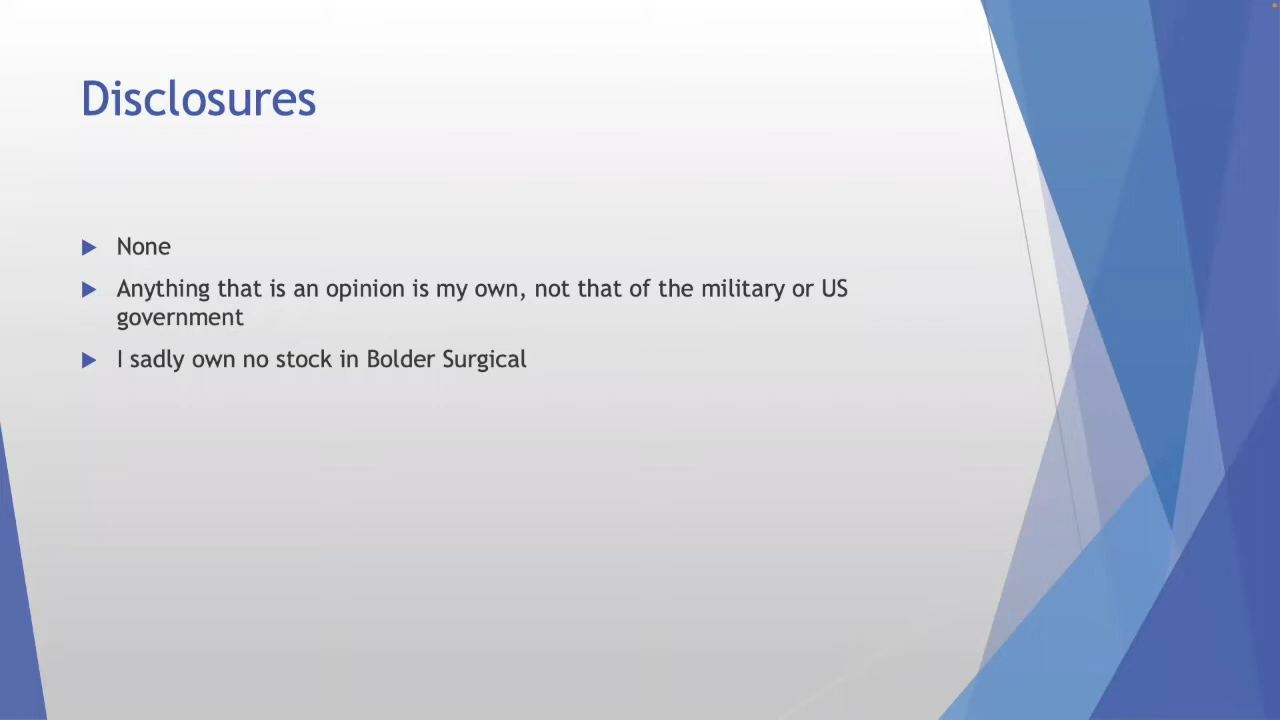 Disclosures
None
Anything that is an opinion is my own, not that of the military or US
government
I sadly own no stock in Bolder Surgical